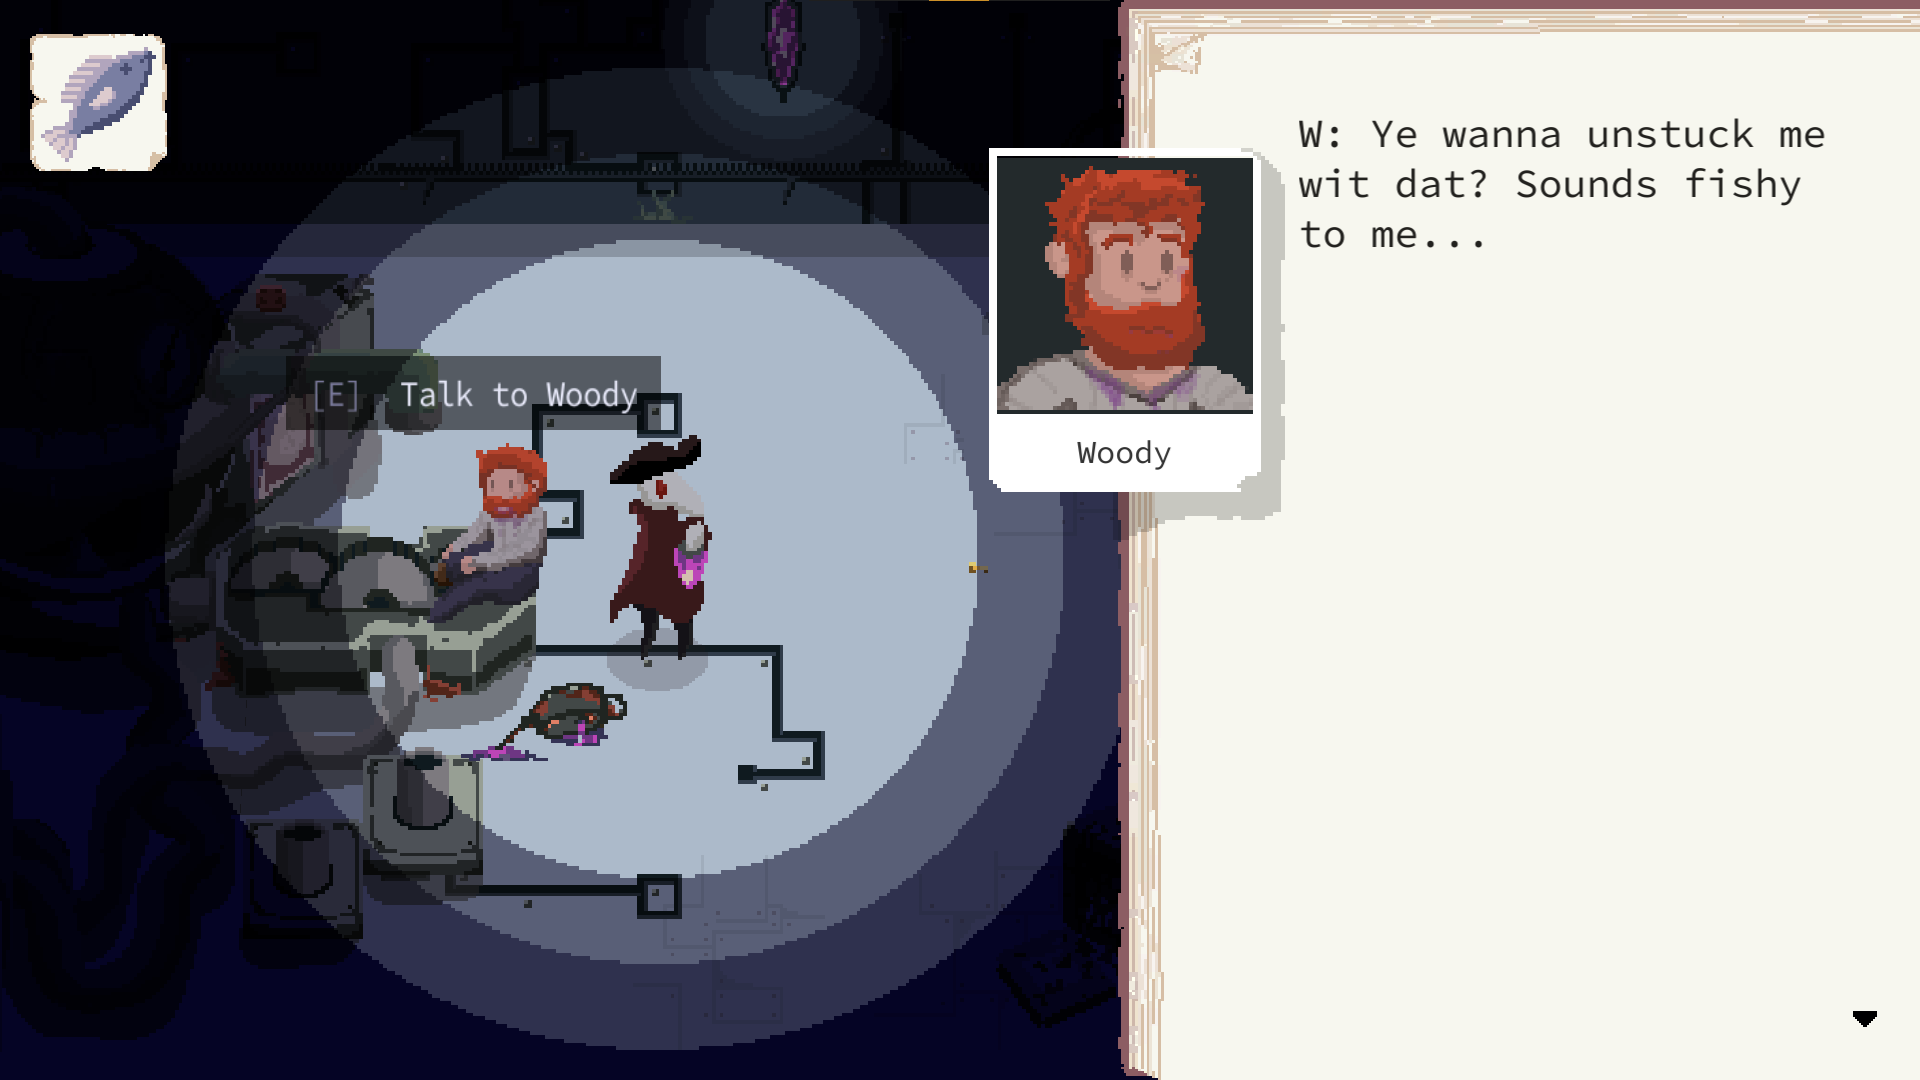 [E] Talk to Woody
W: Ye wanna unstuck me
wit dat? Sounds fishy
to me...
Woody